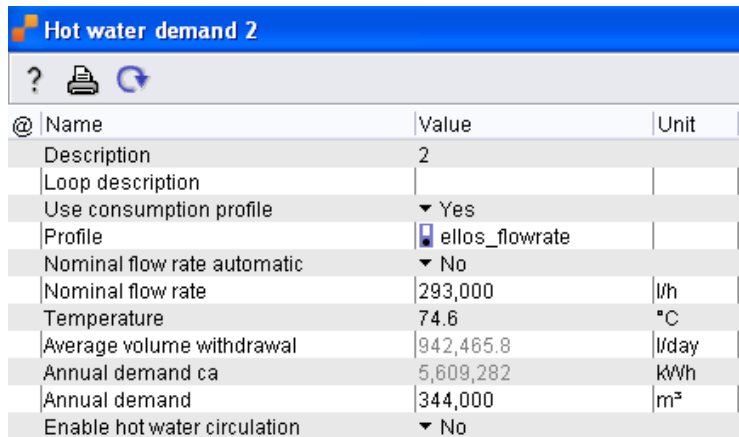 Hot water demand 2
?
@ Name Value Unit
Description 2
Loop description
Use consumption profile Yes
Profile ellos_flowrate
Nominal flow rate automatic No
Nominal flow rate 293,000 l/h
Temperature 74.6 °C
Average volume withdrawal 942,465.8 l/day
Annual demand ca 5,609,282 kWh
Annual demand 344,000 m³
Enable hot water circulation No